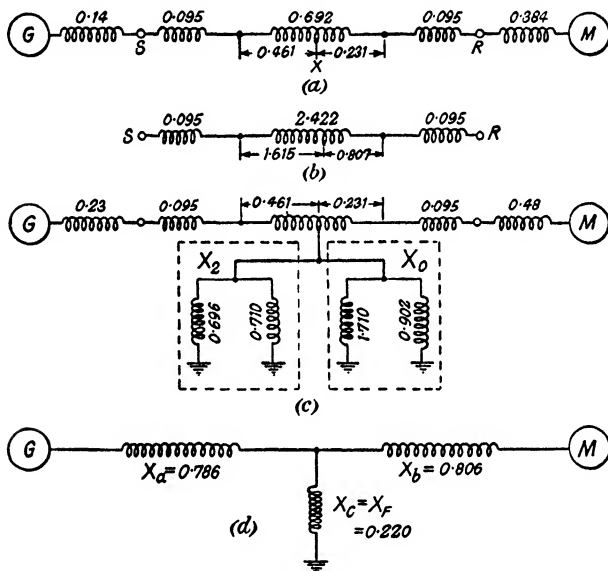 0·14 0·095 0·692 0·095 0·384
G S 0·461 0·231 R M
X
(a)
0·095 2·422 0·095
S 1·615 0·807 R
(b)
0·23 0·095 0·461 0·231 0·095 0·48
G M
X2 X0
0·696 0·710 1·710 0·902
(c)
G M
Xa=0·786 Xb=0·806
XC=XF
=0·220
(d)